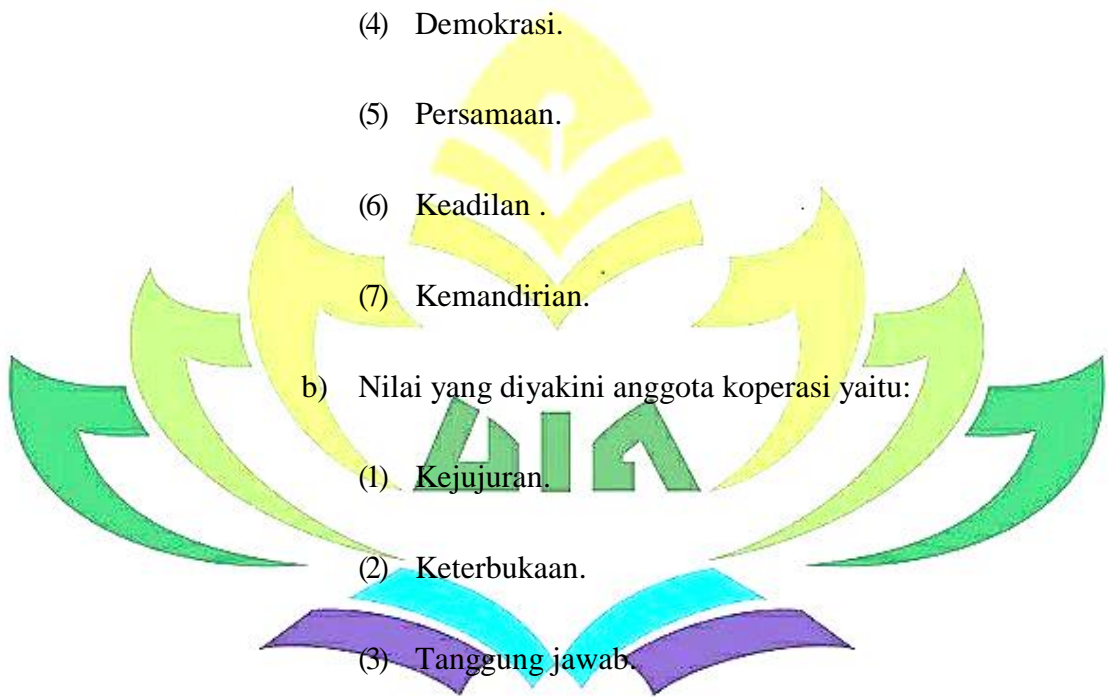 (4) Demokrasi.
(5) Persamaan.
(6) Keadilan .
(7) Kemandirian.
b) Nilai yang diyakini anggota koperasi yaitu:
(1) Kejujuran.
(2) Keterbukaan.
(3) Tanggung jawab.